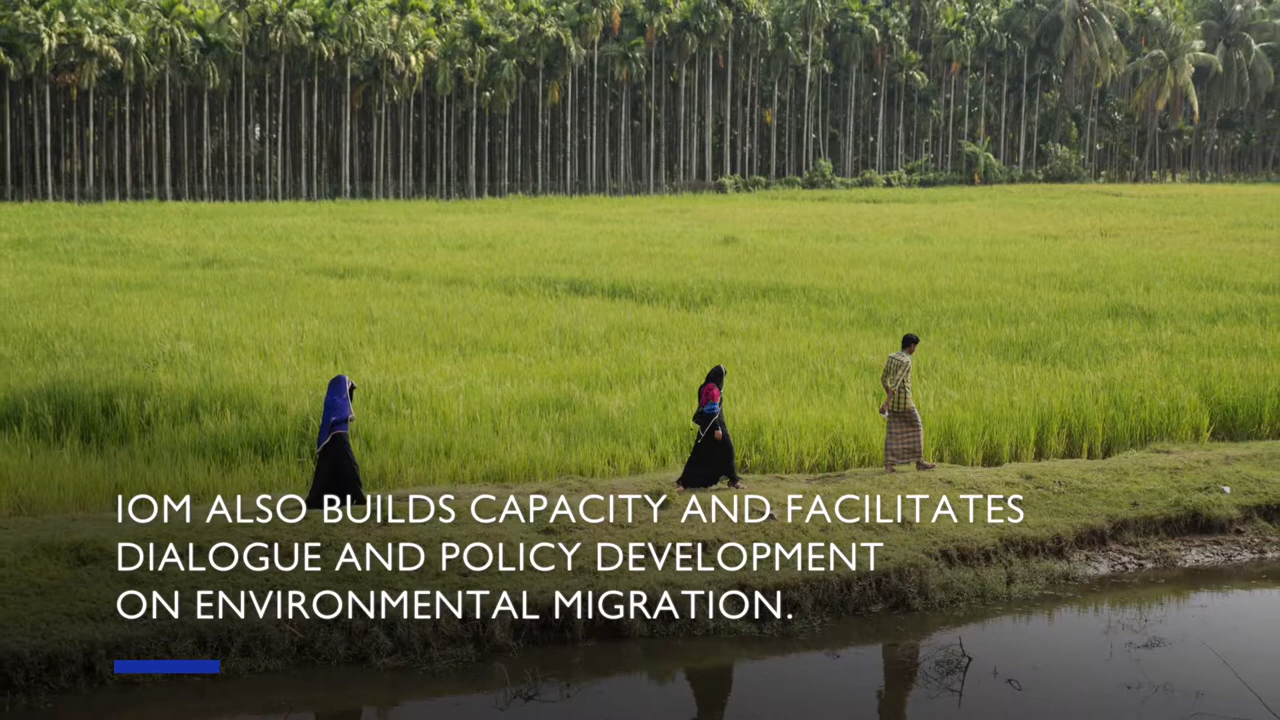 IOM ALSO BUILDS CAPACITY AND FACILITATES
DIALOGUE AND POLICY DEVELOPMENT
ON ENVIRONMENTAL MIGRATION.